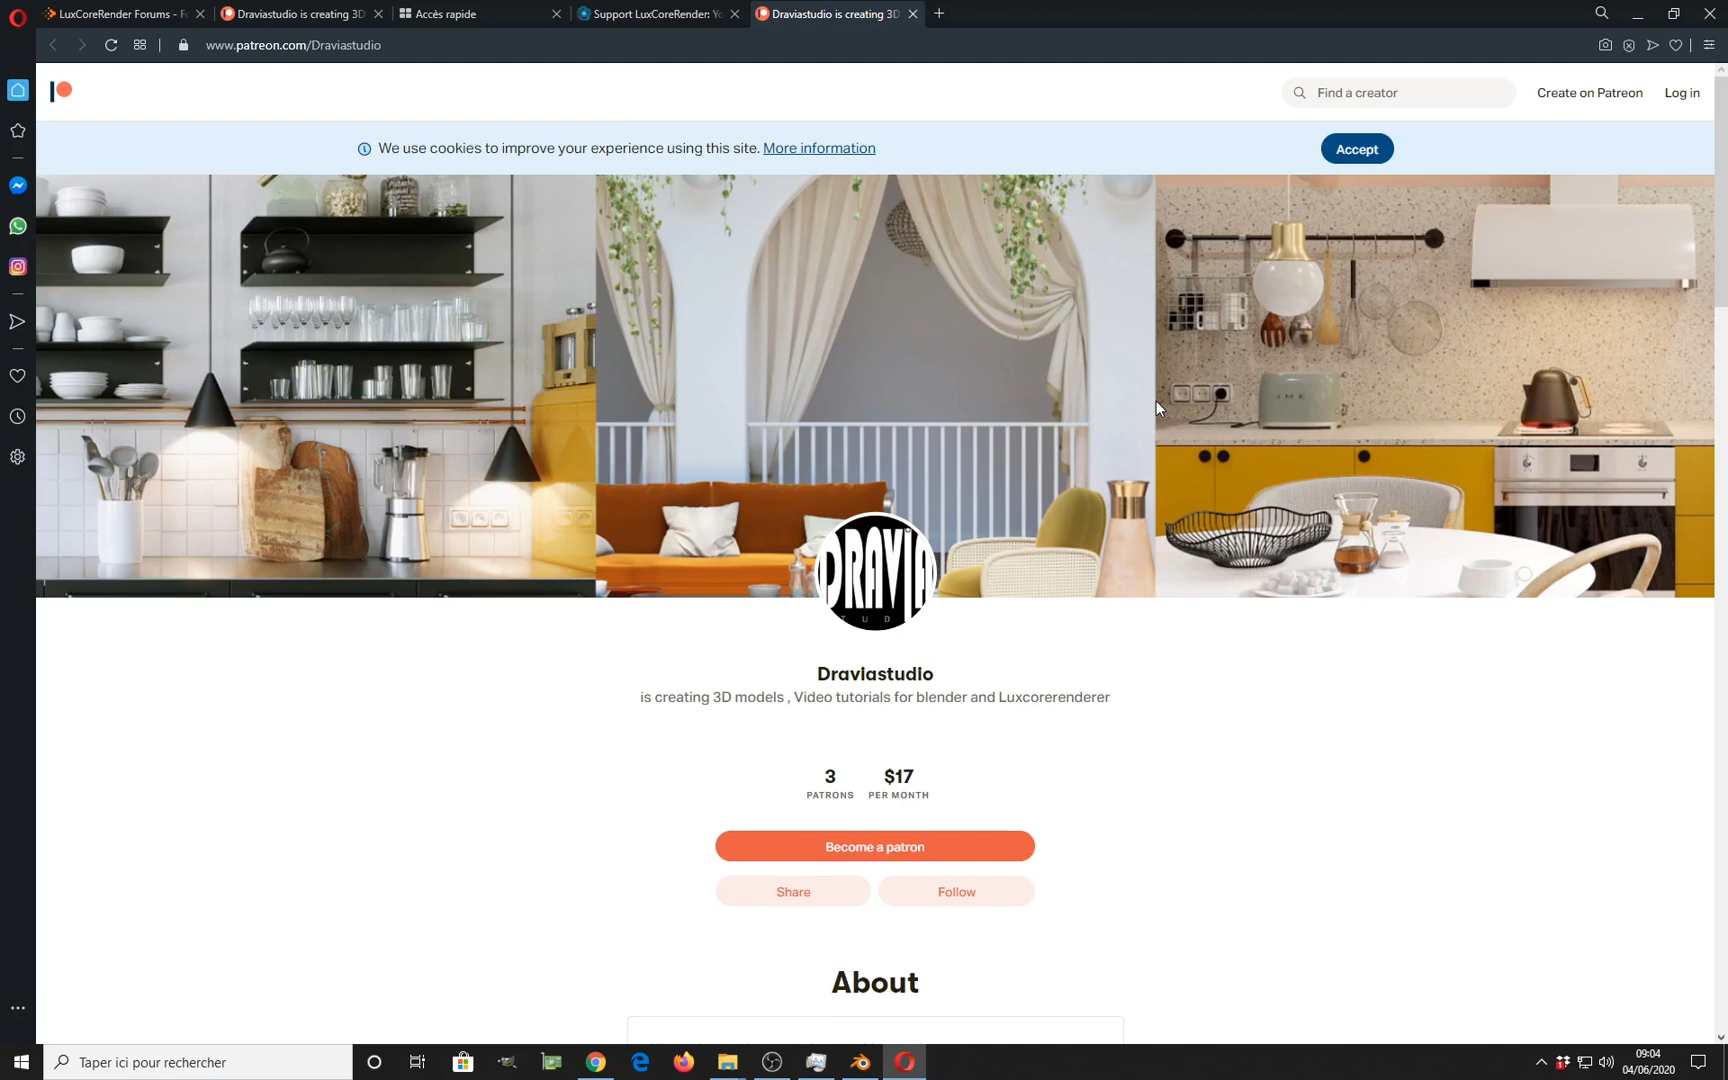 LuxCoreRender Forums - F
Draviastudio is creating 3D
Accès rapide
Support LuxCoreRender: Yo
Draviastudio is creating 3D
www.patreon.com/Draviastudio
Find a creator
Create on Patreon
Log in
We use cookies to improve your experience using this site. More information
Accept
SMEG
DRAVIA
T U D
Draviastudio
is creating 3D models , Video tutorials for blender and Luxcorerenderer
3 $17
PATRONS PER MONTH
Become a patron
Share
Follow
About
Taper ici pour rechercher
09:04
04/06/2020